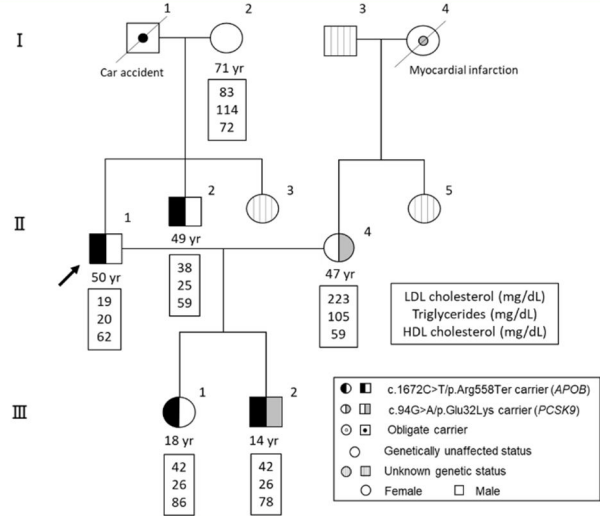 I
1
2
3
4
Car accident
71 yr
Myocardial infarction
83
114
72
II
1
2
3
4
5
50 yr
49 yr
47 yr
19
20
62
38
25
59
223
105
59
LDL cholesterol (mg/dL)
Triglycerides (mg/dL)
HDL cholesterol (mg/dL)
III
1
2
18 yr
14 yr
42
26
86
42
26
78
c.1672C>T/p.Arg558Ter carrier (APOB)
c.94G>A/p.Glu32Lys carrier (PCSK9)
Obligate carrier
Genetically unaffected status
Unknown genetic status
Female Male